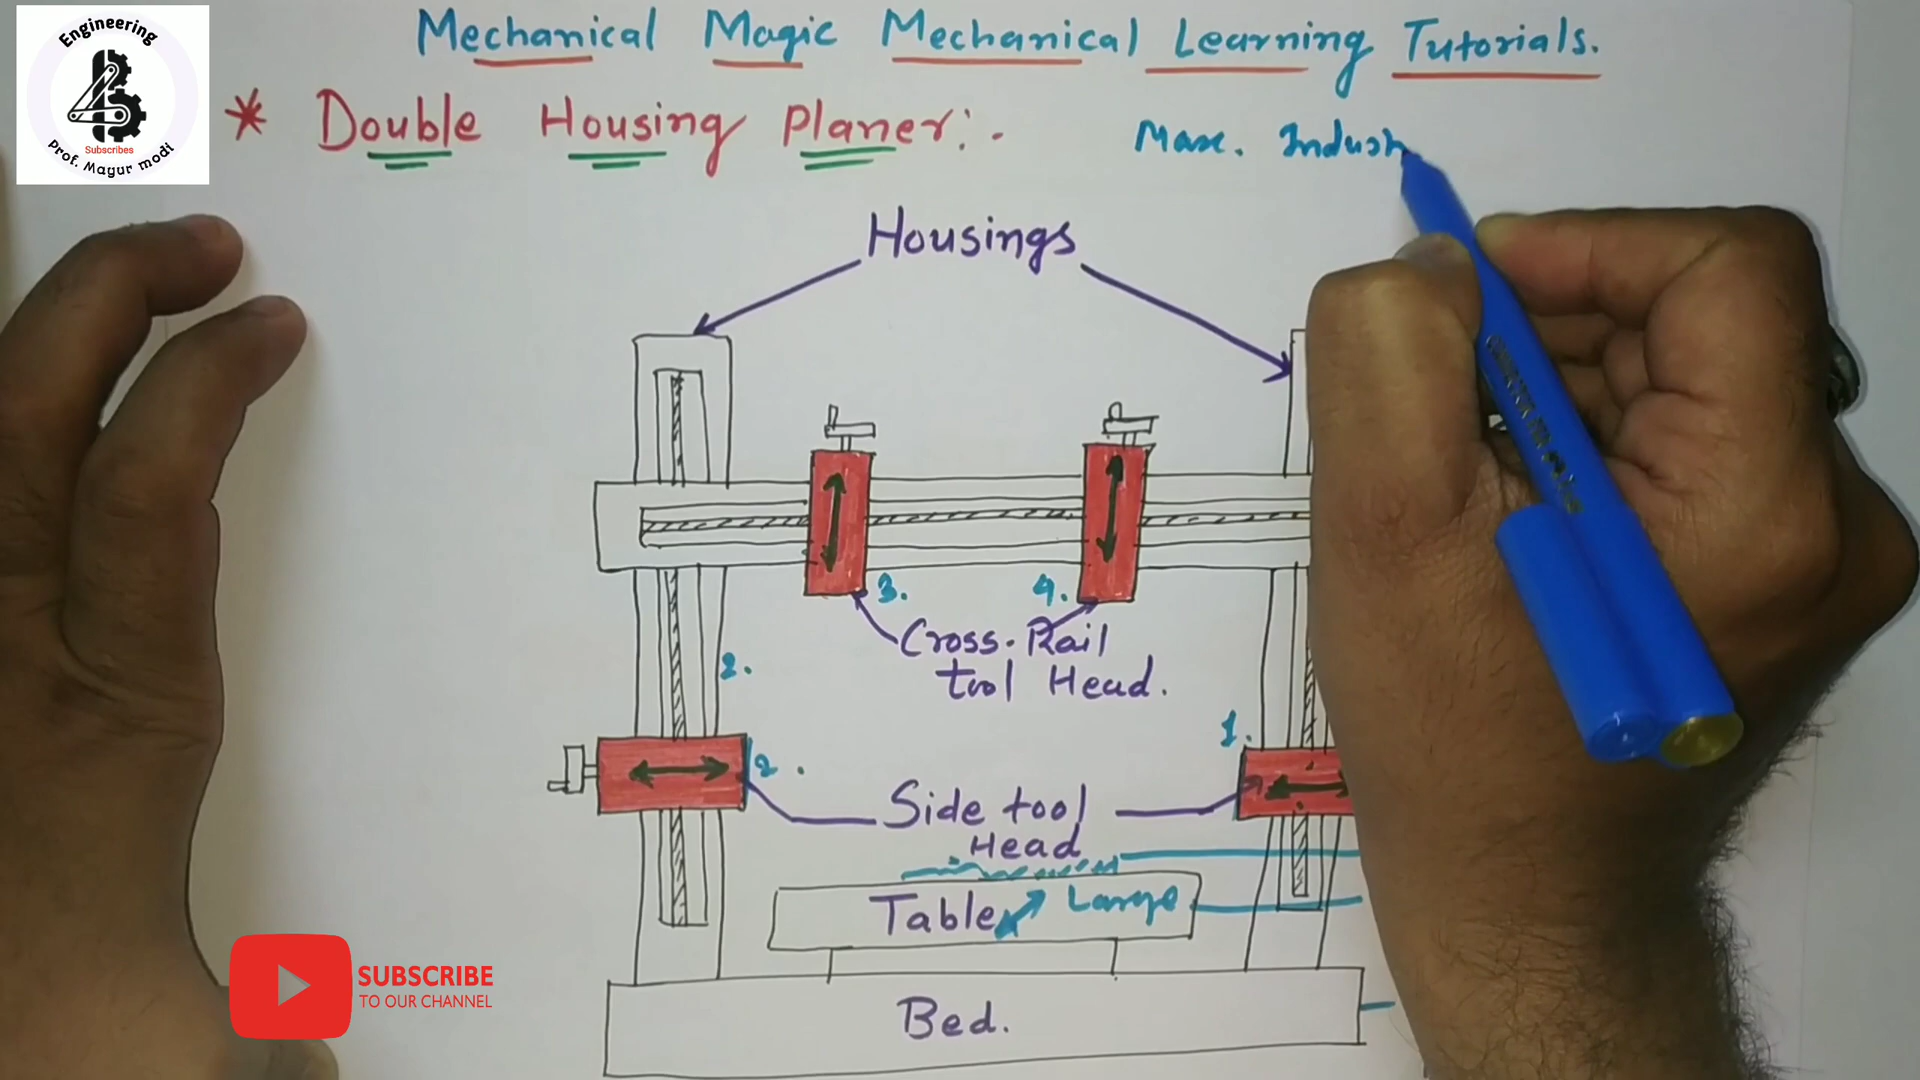 Engineering
Subscribes
Prof. Mayur modi
Mechanical Magic Mechanical Learning Tutorials.
* Double Housing Planer:-
Max. Indust
Housings
3.
4.
Cross-Rail
tool Head.
2.
1.
2.
Side tool
Head
Table
Large
Bed.
SUBSCRIBE
TO OUR CHANNEL